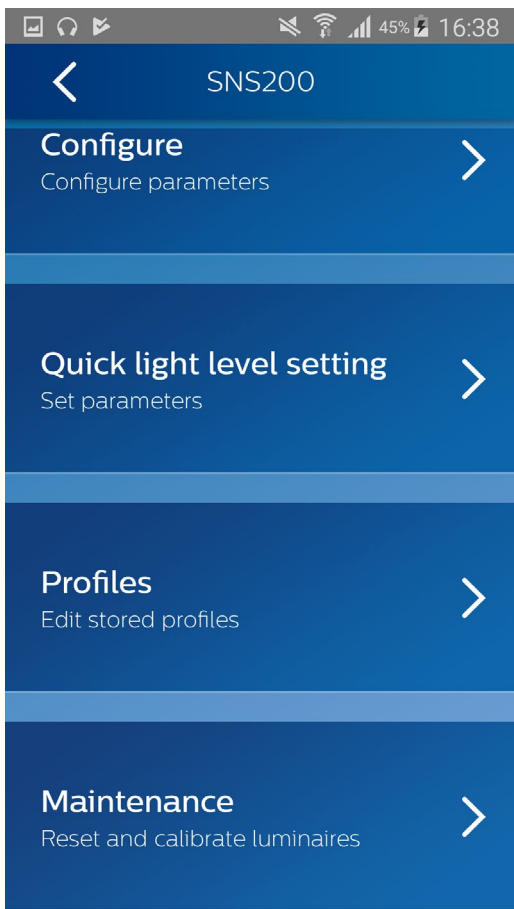 45% 16:38
SNS200
Configure
Configure parameters
Quick light level setting
Set parameters
Profiles
Edit stored profiles
Maintenance
Reset and calibrate luminaires